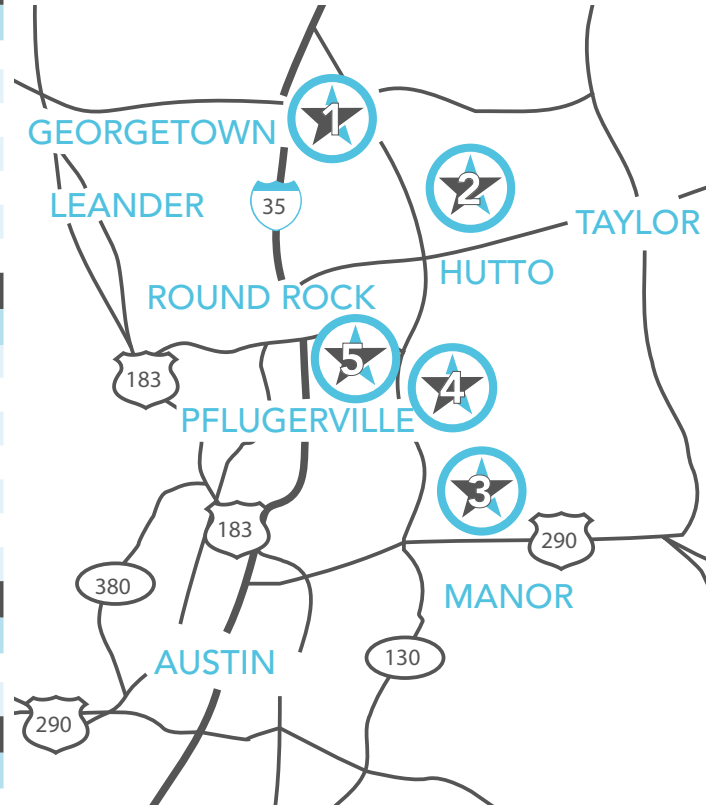 1
GEORGETOWN
2
LEANDER
35
TAYLOR
HUTTO
ROUND ROCK
5
183
4
PFLUGERVILLE
3
183
290
380
MANOR
130
AUSTIN
290